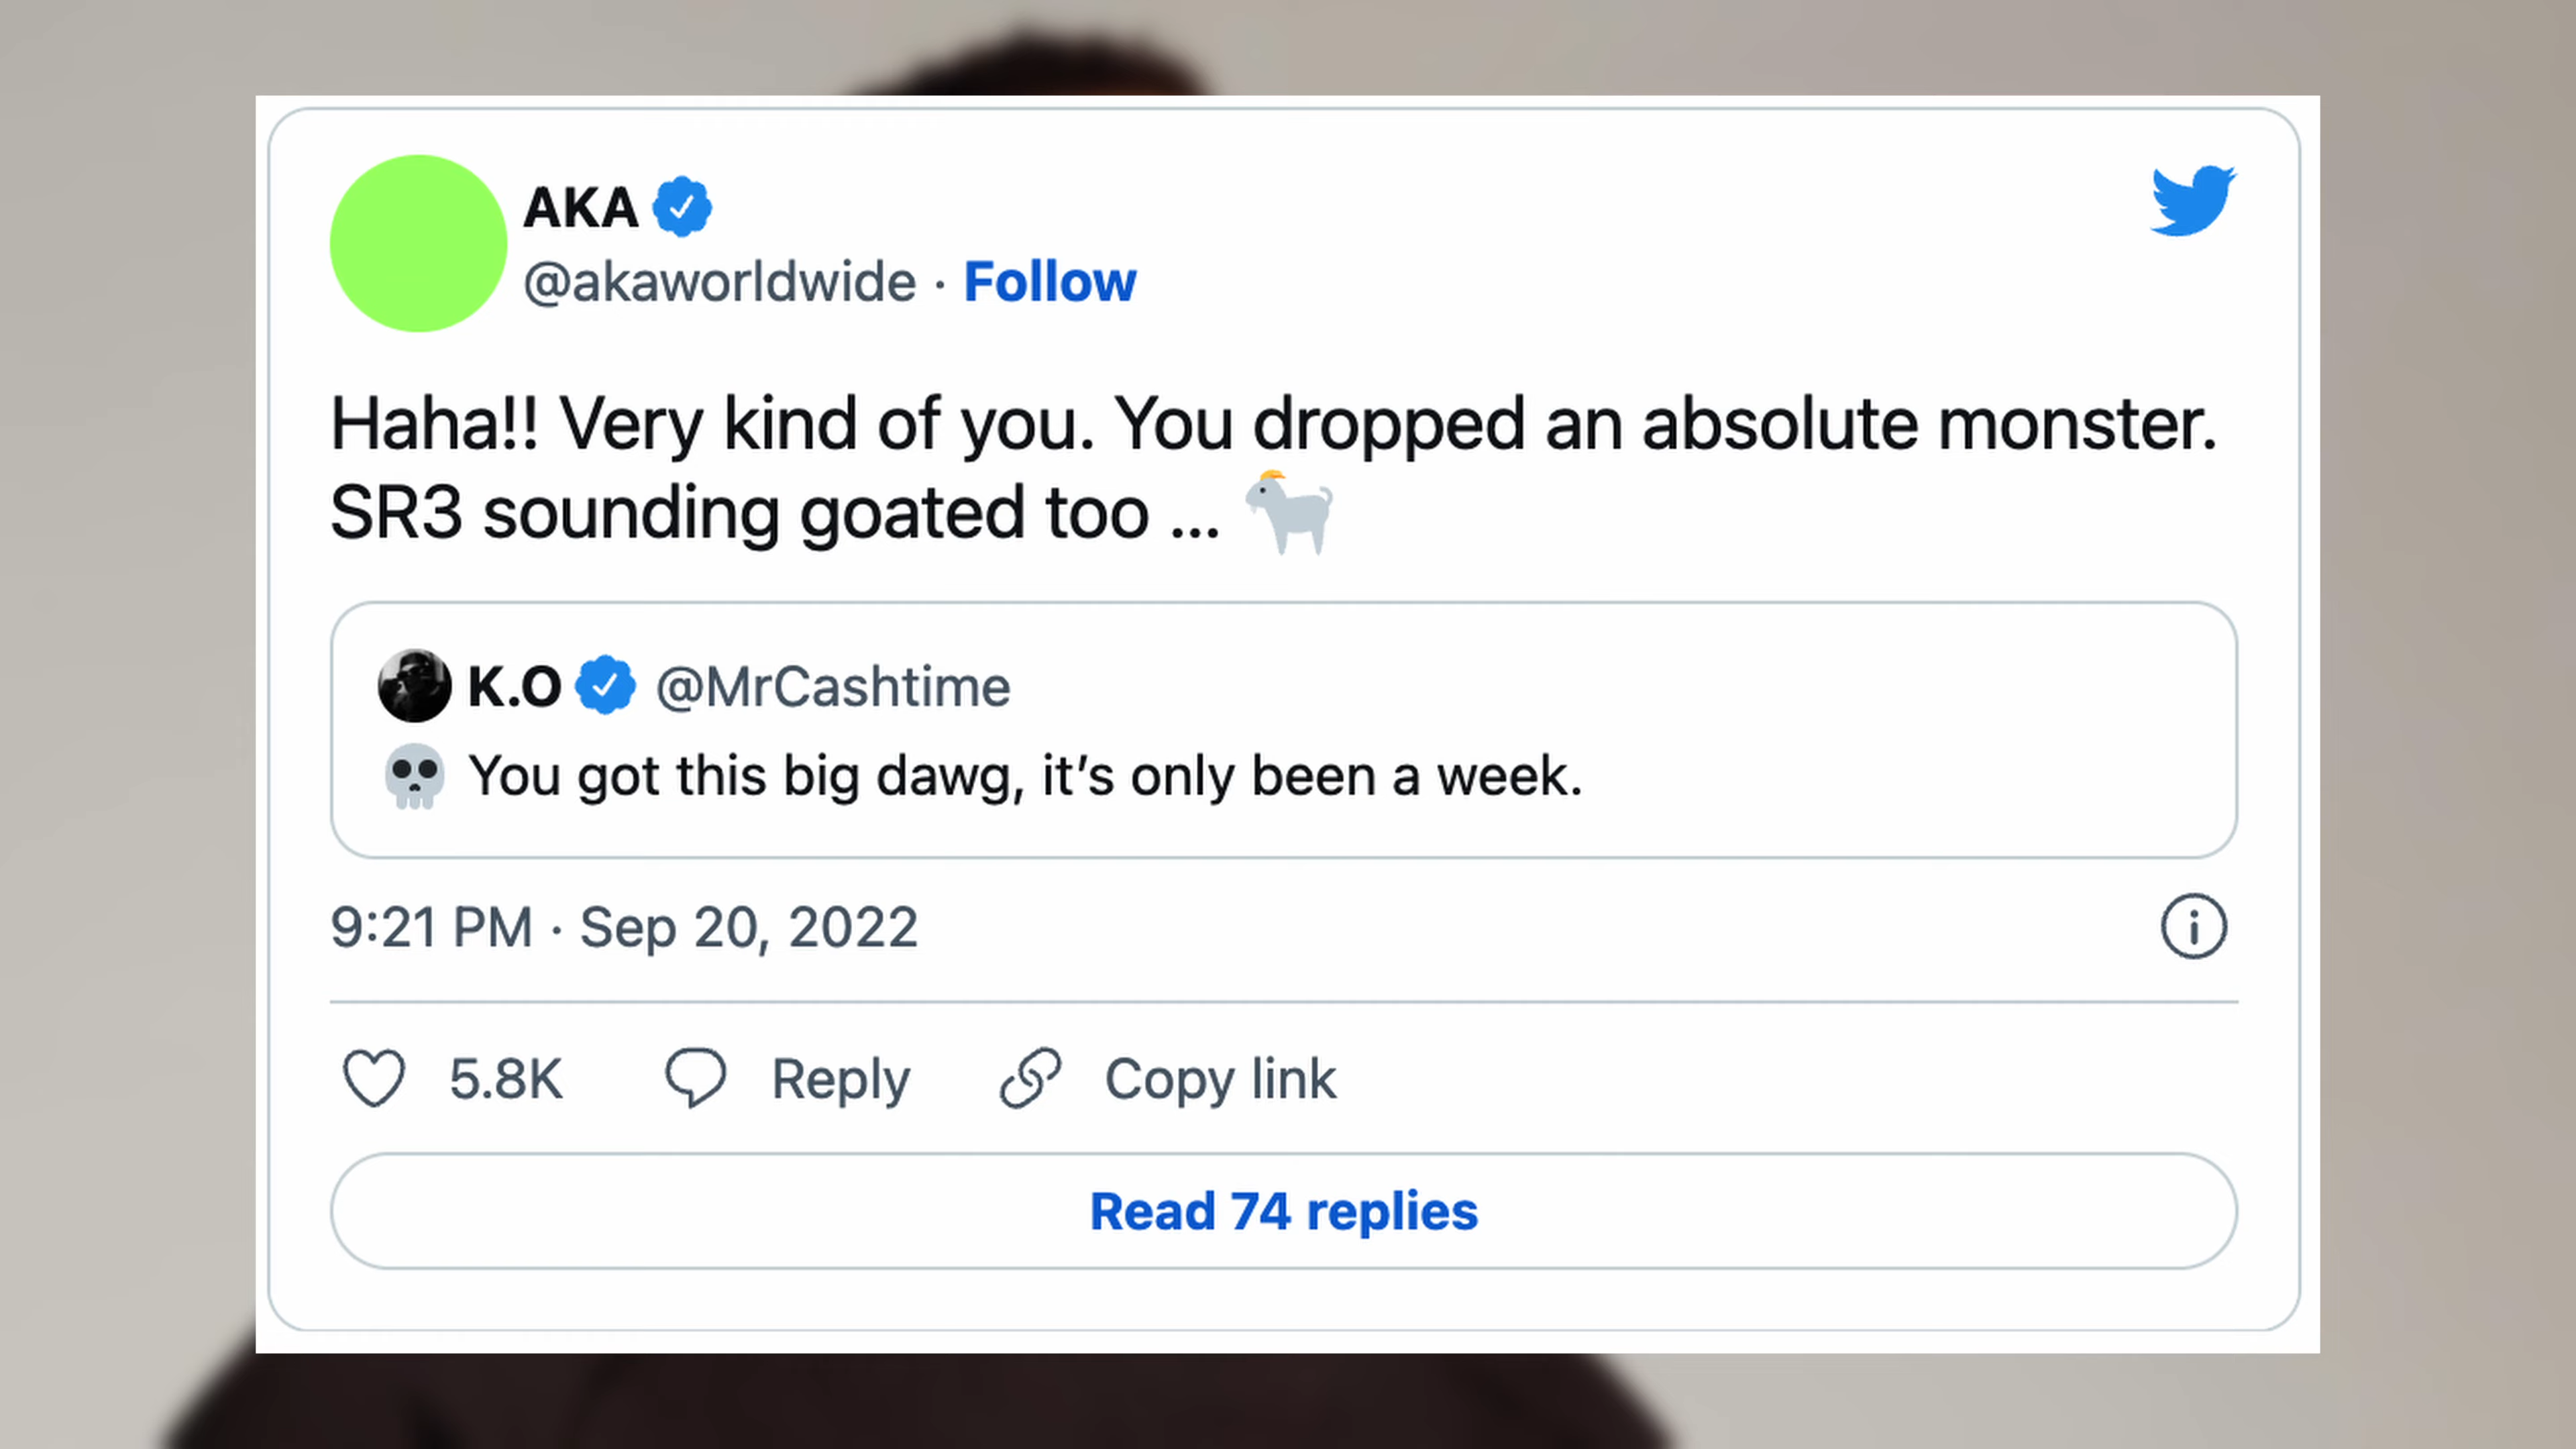 AKA
@akaworldwide · Follow
Haha!! Very kind of you. You dropped an absolute monster.
SR3 sounding goated too ... 🐐
K.O @MrCashtime
💀 You got this big dawg, it’s only been a week.
9:21 PM · Sep 20, 2022
5.8K Reply Copy link
Read 74 replies